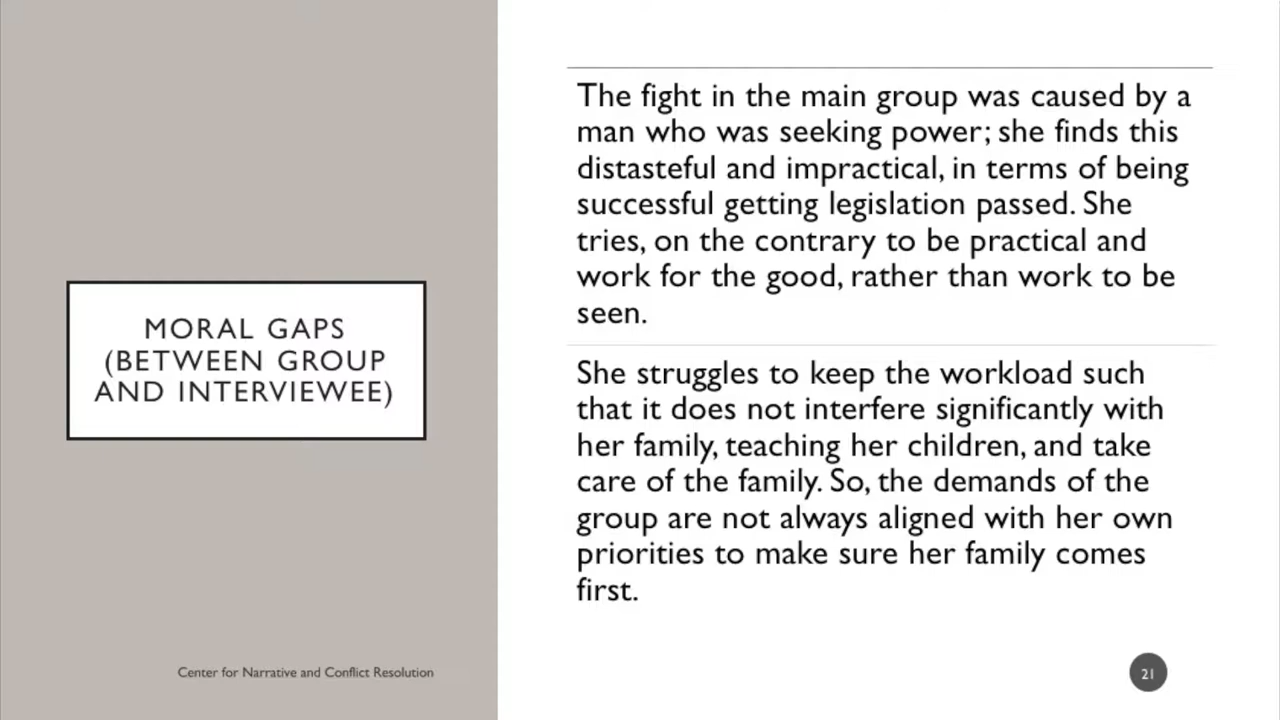 MORAL GAPS
(BETWEEN GROUP
AND INTERVIEWEE)
The fight in the main group was caused by a
man who was seeking power; she finds this
distasteful and impractical, in terms of being
successful getting legislation passed. She
tries, on the contrary to be practical and
work for the good, rather than work to be
seen.
She struggles to keep the workload such
that it does not interfere significantly with
her family, teaching her children, and take
care of the family. So, the demands of the
group are not always aligned with her own
priorities to make sure her family comes
first.
Center for Narrative and Conflict Resolution
21